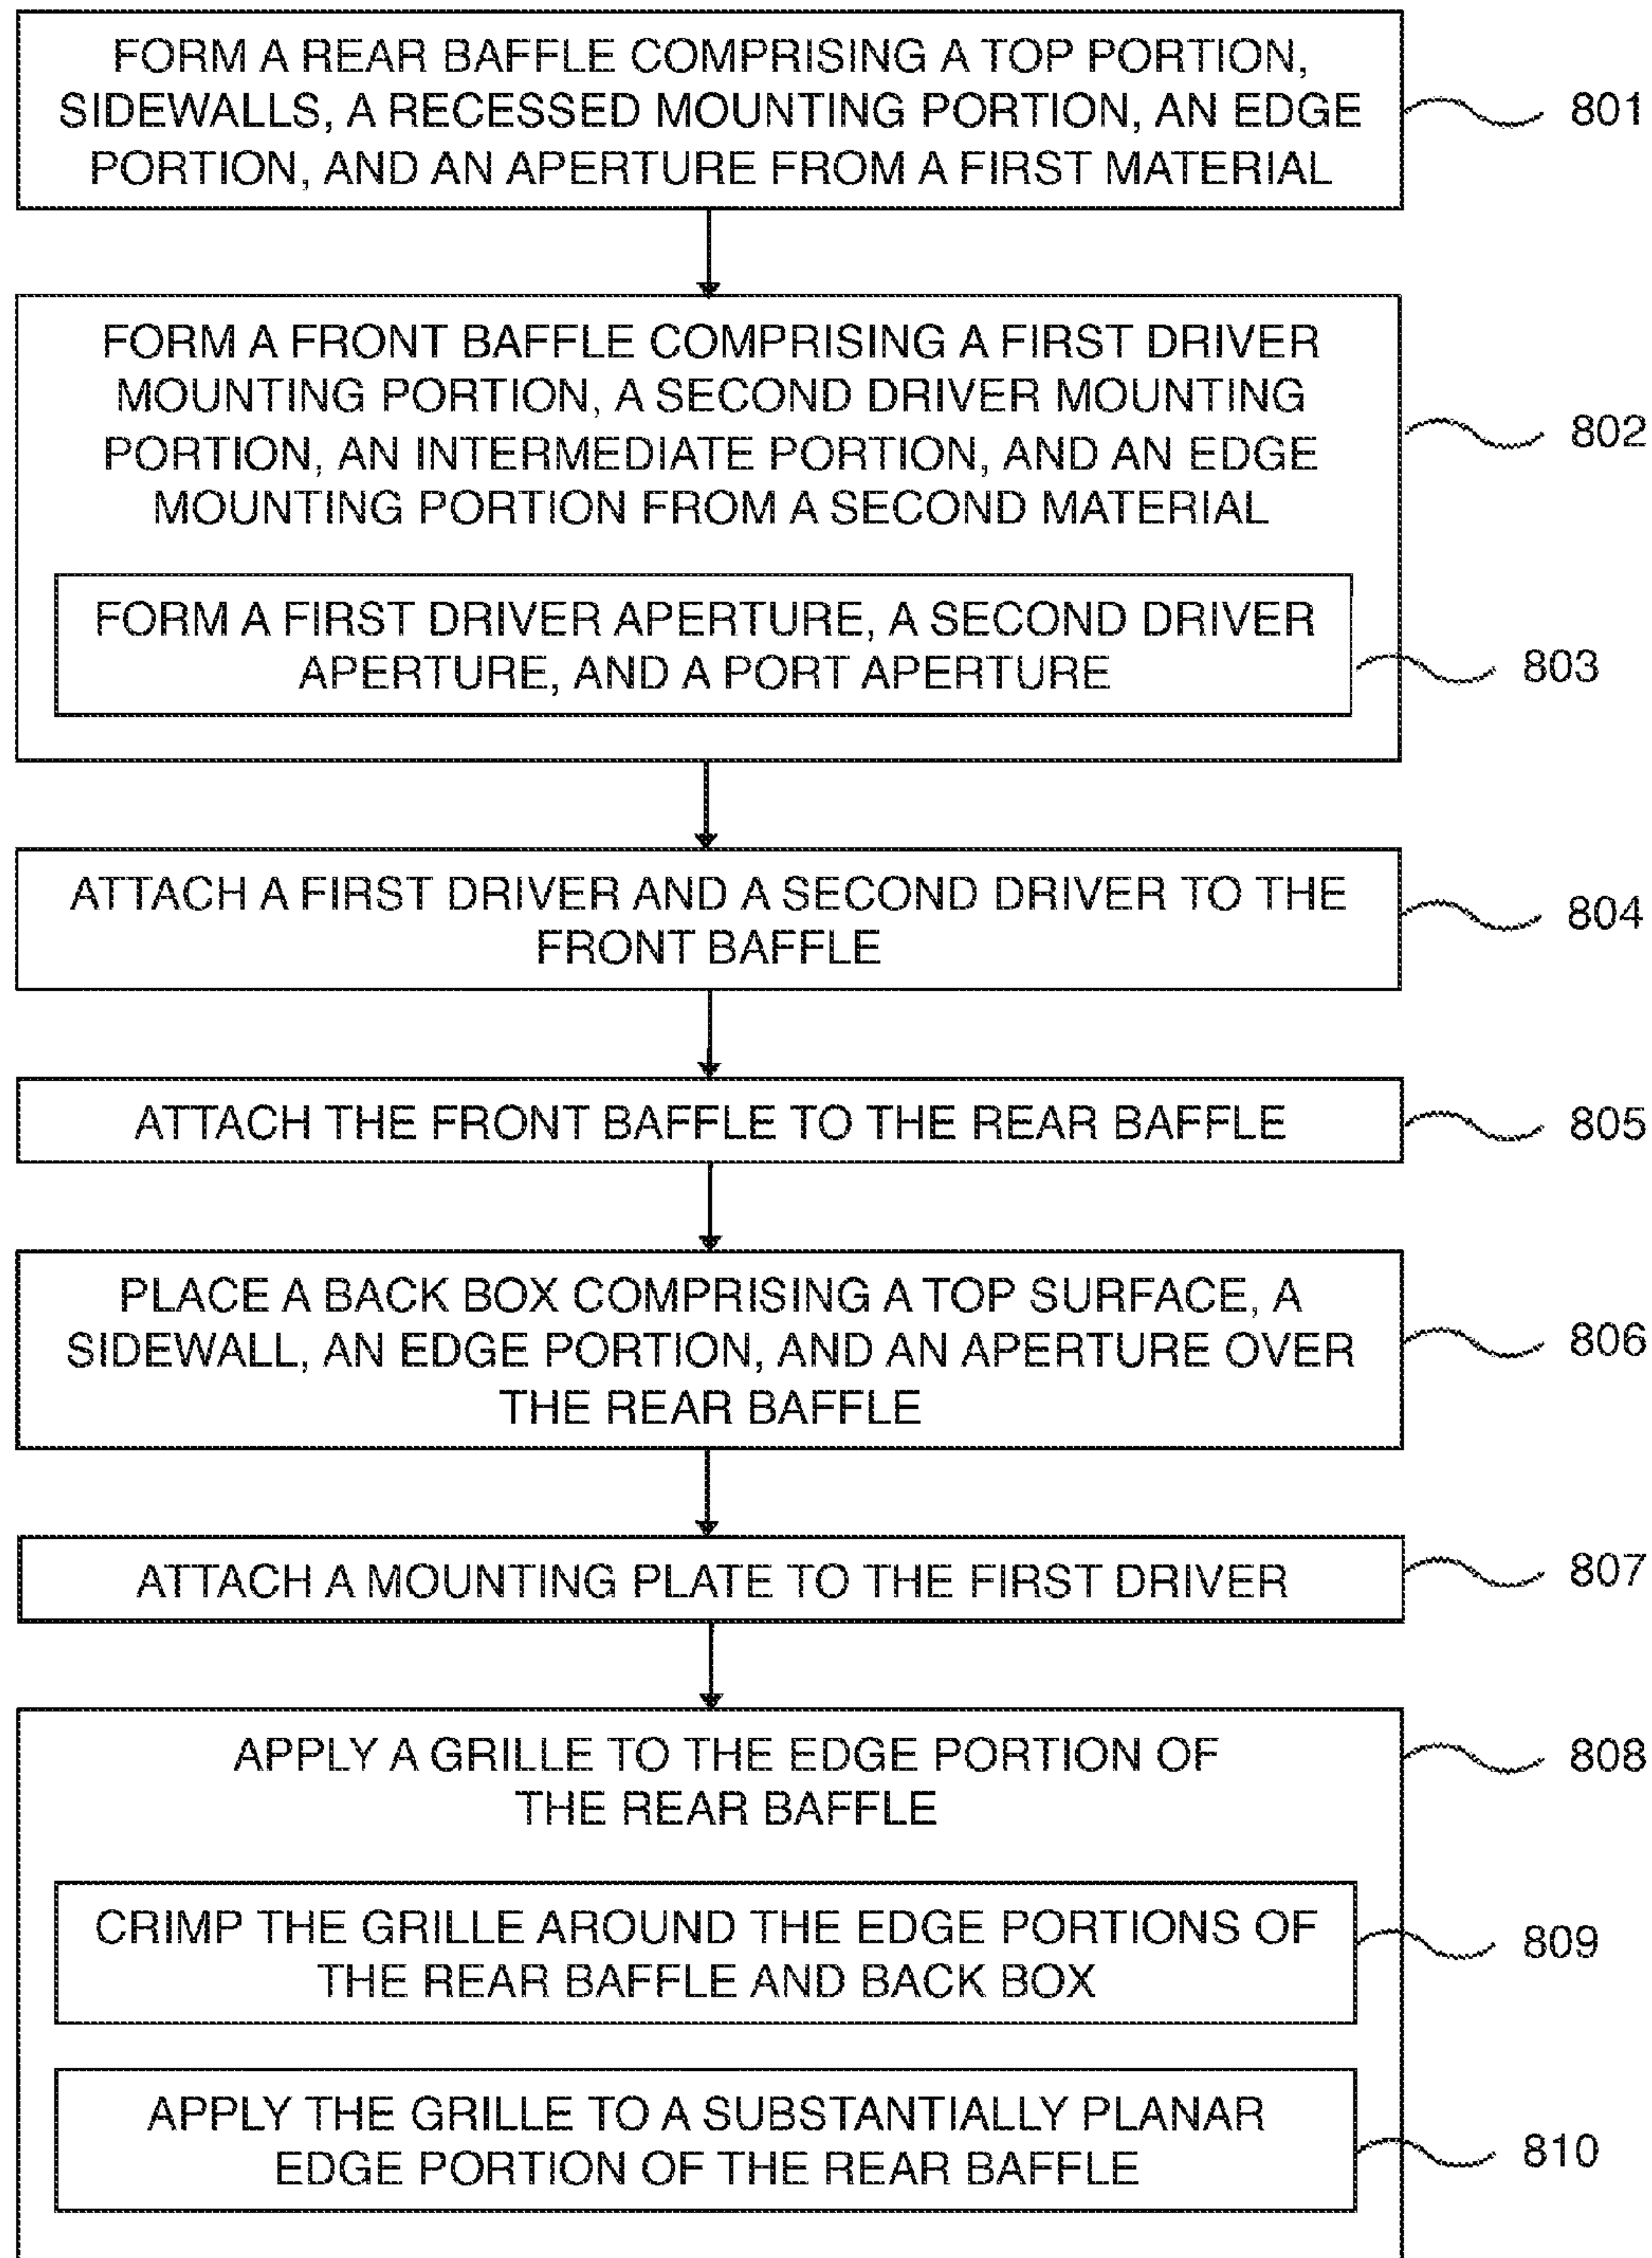 FORM A REAR BAFFLE COMPRISING A TOP PORTION,
SIDEWALLS, A RECESSED MOUNTING PORTION, AN EDGE
PORTION, AND AN APERTURE FROM A FIRST MATERIAL
801
FORM A FRONT BAFFLE COMPRISING A FIRST DRIVER
MOUNTING PORTION, A SECOND DRIVER MOUNTING
PORTION, AN INTERMEDIATE PORTION, AND AN EDGE
MOUNTING PORTION FROM A SECOND MATERIAL
802
FORM A FIRST DRIVER APERTURE, A SECOND DRIVER
APERTURE, AND A PORT APERTURE
803
ATTACH A FIRST DRIVER AND A SECOND DRIVER TO THE
FRONT BAFFLE
804
ATTACH THE FRONT BAFFLE TO THE REAR BAFFLE
805
PLACE A BACK BOX COMPRISING A TOP SURFACE, A
SIDEWALL, AN EDGE PORTION, AND AN APERTURE OVER
THE REAR BAFFLE
806
ATTACH A MOUNTING PLATE TO THE FIRST DRIVER
807
APPLY A GRILLE TO THE EDGE PORTION OF
THE REAR BAFFLE
808
CRIMP THE GRILLE AROUND THE EDGE PORTIONS OF
THE REAR BAFFLE AND BACK BOX
809
APPLY THE GRILLE TO A SUBSTANTIALLY PLANAR
EDGE PORTION OF THE REAR BAFFLE
810